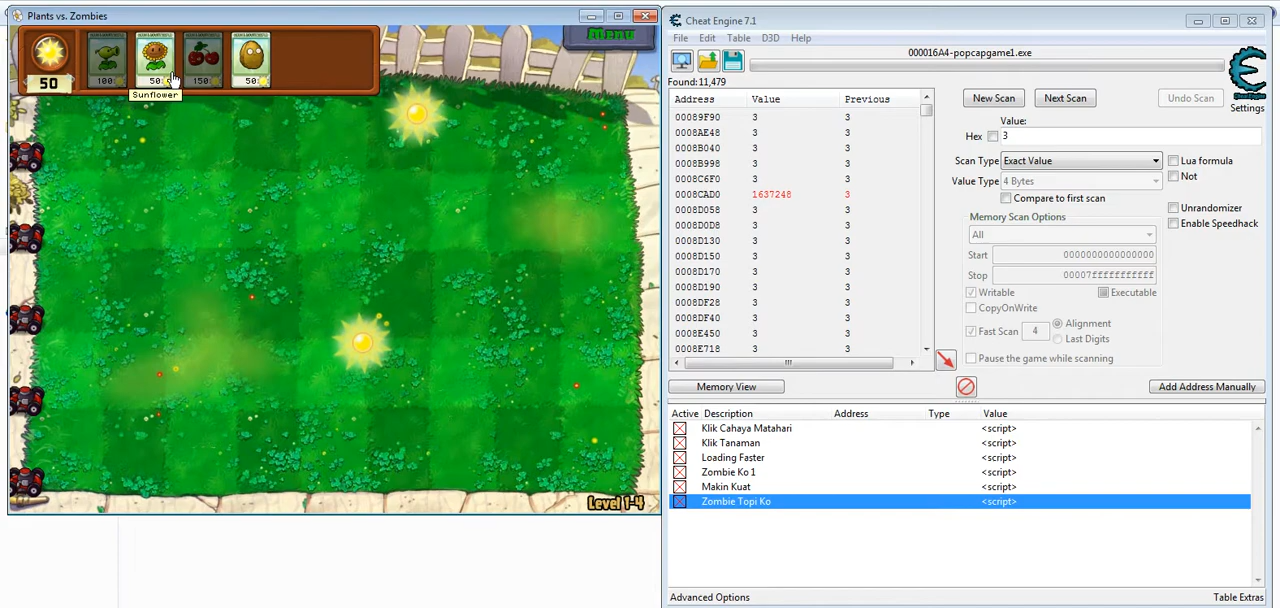 Plants vs. Zombies
Menu
50
100
50
150
50
Sunflower
Level 1-4
Cheat Engine 7.1
File Edit Table D3D Help
000016A4-popcapgame1.exe
Found:11,479
Address Value Previous
00089F90 3 3
0008AE48 3 3
0008B040 3 3
0008B998 3 3
0008C6F0 3 3
0008CAD0 1637248 3
0008D058 3 3
0008D0D8 3 3
0008D130 3 3
0008D150 3 3
0008D170 3 3
0008D190 3 3
0008DF28 3 3
0008DF40 3 3
0008E450 3 3
0008E718 3 3
New Scan Next Scan Undo Scan
Settings
Value:
Hex 3
Scan Type Exact Value
Lua formula
Value Type 4 Bytes
Not
Compare to first scan
Memory Scan Options
All
Unrandomizer
Enable Speedhack
Start 0000000000000000
Stop 00007fffffffffff
Writable Executable
CopyOnWrite
Fast Scan 4 Alignment
Last Digits
Pause the game while scanning
Memory View Add Address Manually
Active Description Address Type Value
Klik Cahaya Matahari <script>
Klik Tanaman <script>
Loading Faster <script>
Zombie Ko 1 <script>
Makin Kuat <script>
Zombie Topi Ko <script>
Advanced Options Table Extras